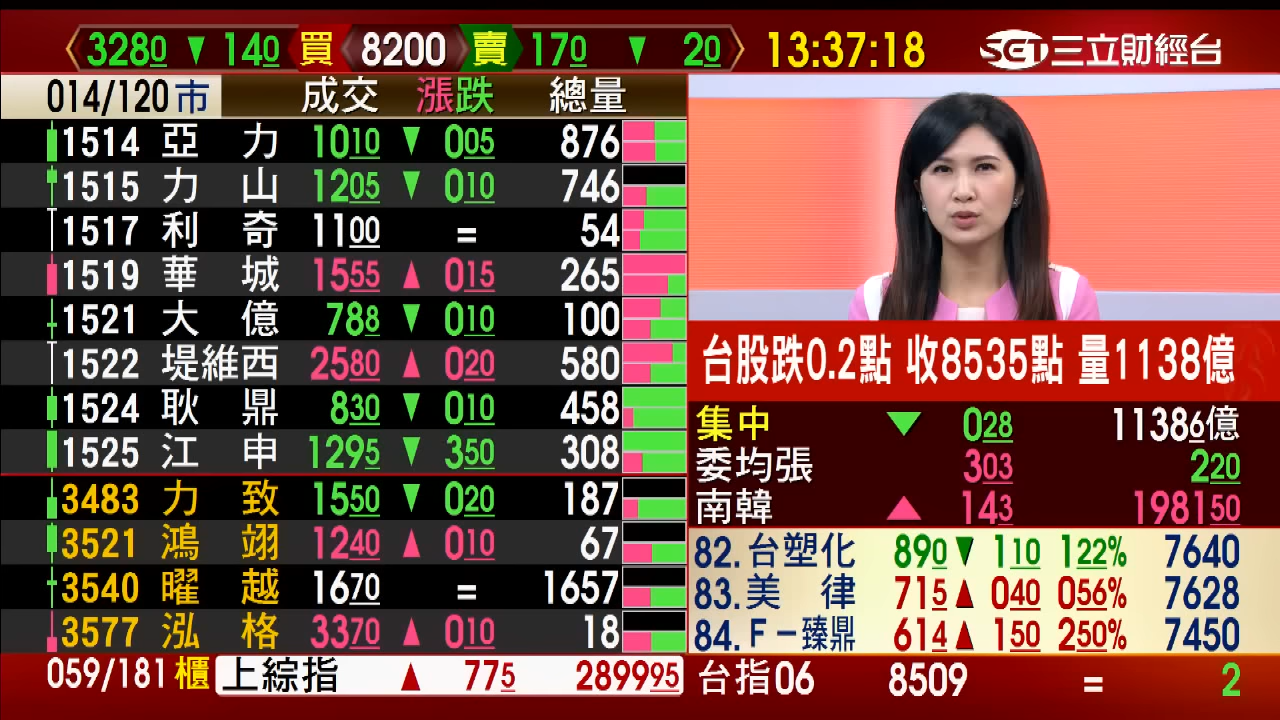 3280 ▼ 140 買 8200 賣 170 ▼ 20 13:37:18 SET三立財經台
014/120 市 成交 漲跌 總量
1514 亞力 1010 ▼ 005 876
1515 力山 1205 ▼ 010 746
1517 利奇 1100 = 54
1519 華城 1555 ▲ 015 265
1521 大億 788 ▼ 010 100
1522 堤維西 2580 ▲ 020 580
1524 耿鼎 830 ▼ 010 458
1525 江申 1295 ▼ 350 308
3483 力致 1550 ▼ 020 187
3521 鴻翊 1240 ▲ 010 67
3540 曜越 1670 = 1657
3577 泓格 3370 ▲ 010 18
059/181 櫃 上綜指 ▲ 775 289995
台股跌0.2點 收8535點 量1138億
集中 ▼ 028 11386億
委均張 303 220
南韓 ▲ 143 198150
82.台塑化 890 ▼ 110 122% 7640
83.美律 715 ▲ 040 056% 7628
84.F－臻鼎 614 ▲ 150 250% 7450
台指06 8509 = 2